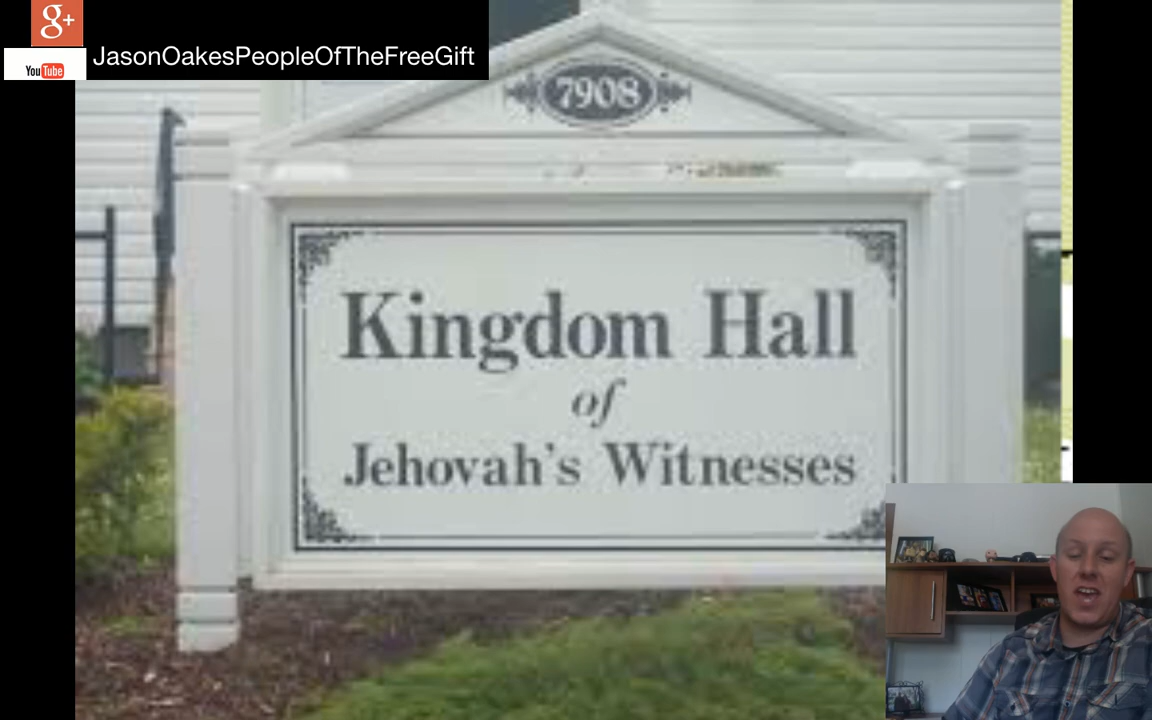 g+
YouTube
JasonOakesPeopleOfTheFreeGift
7908
Kingdom Hall
of
Jehovah's Witnesses